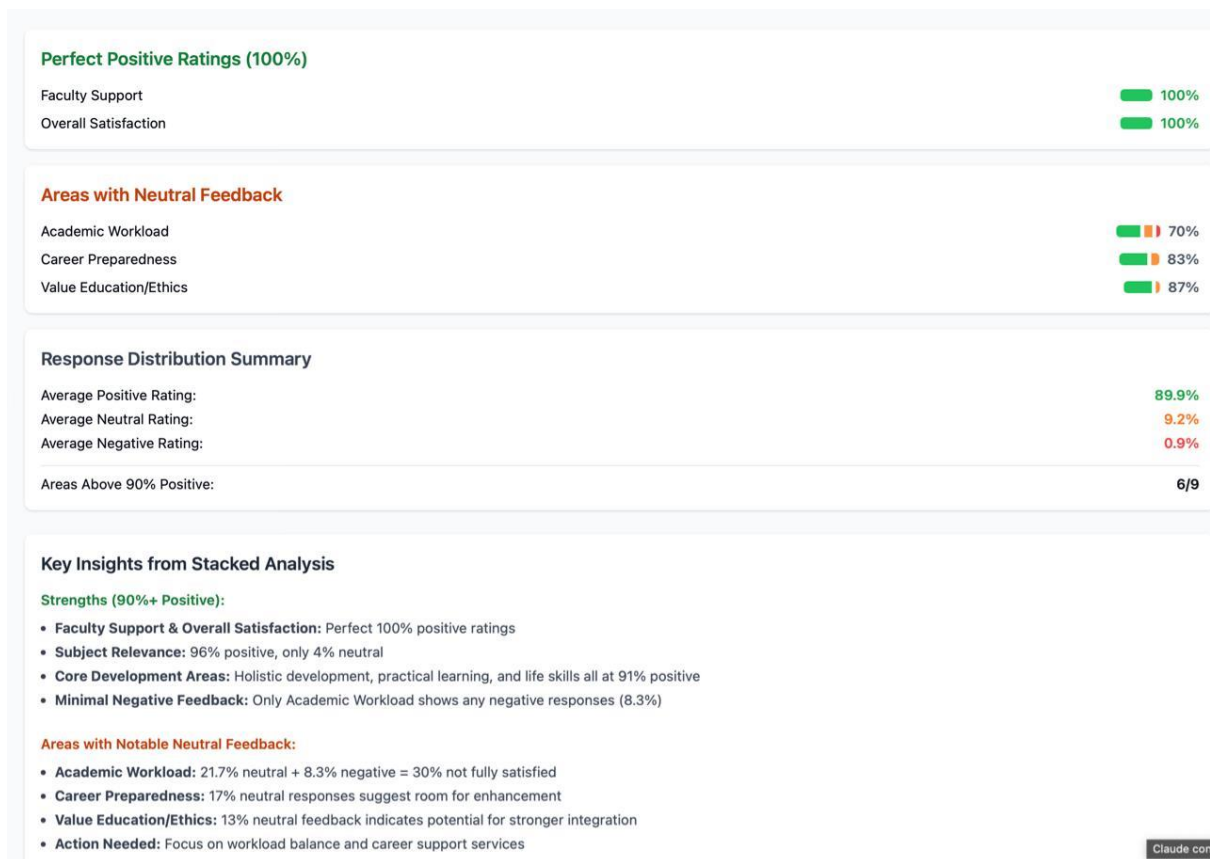 Perfect Positive Ratings (100%)
Faculty Support 100%
Overall Satisfaction 100%
Areas with Neutral Feedback
Academic Workload 70%
Career Preparedness 83%
Value Education/Ethics 87%
Response Distribution Summary
Average Positive Rating: 89.9%
Average Neutral Rating: 9.2%
Average Negative Rating: 0.9%
Areas Above 90% Positive: 6/9
Key Insights from Stacked Analysis
Strengths (90%+ Positive):
• Faculty Support & Overall Satisfaction: Perfect 100% positive ratings
• Subject Relevance: 96% positive, only 4% neutral
• Core Development Areas: Holistic development, practical learning, and life skills all at 91% positive
• Minimal Negative Feedback: Only Academic Workload shows any negative responses (8.3%)
Areas with Notable Neutral Feedback:
• Academic Workload: 21.7% neutral + 8.3% negative = 30% not fully satisfied
• Career Preparedness: 17% neutral responses suggest room for enhancement
• Value Education/Ethics: 13% neutral feedback indicates potential for stronger integration
• Action Needed: Focus on workload balance and career support services
Claude